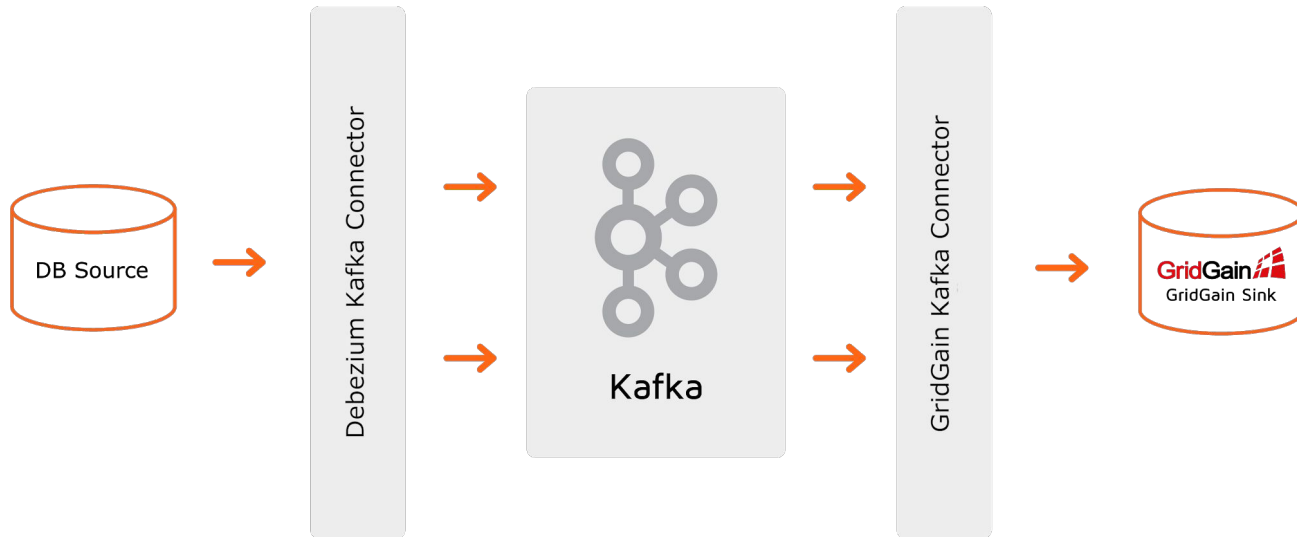 DB Source
Debezium Kafka Connector
Kafka
GridGain Kafka Connector
GridGain
GridGain Sink